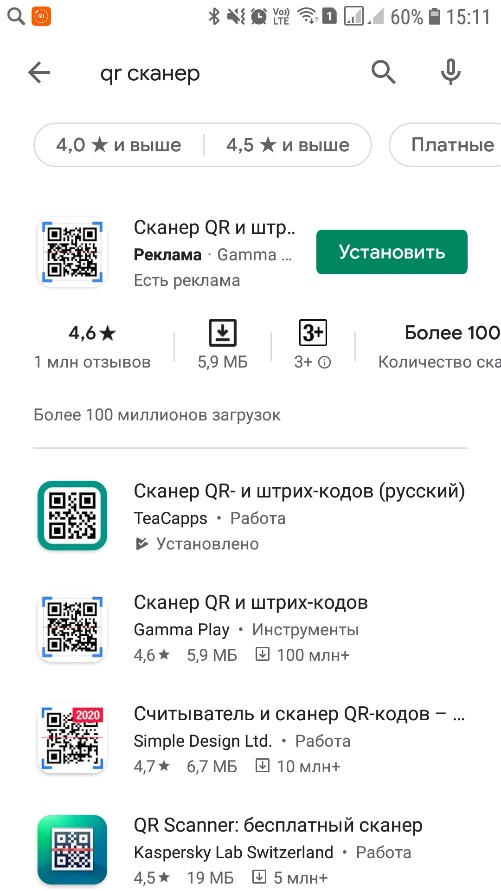 Vo))
LTE
1
60%
15:11
qr сканер
4,0 ★ и выше
4,5 ★ и выше
Платные
Сканер QR и штр..
Установить
Реклама · Gamma ...
Есть реклама
4,6★
3+
Более 100
1 млн отзывов
5,9 МБ
3+
Количество ска
Более 100 миллионов загрузок
Сканер QR- и штрих-кодов (русский)
TeaCapps • Работа
Установлено
Сканер QR и штрих-кодов
Gamma Play • Инструменты
4,6★ 5,9 МБ 100 млн+
2020
Считыватель и сканер QR-кодов – ...
Simple Design Ltd. • Работа
4,7★ 6,7 МБ 10 млн+
QR Scanner: бесплатный сканер
Kaspersky Lab Switzerland • Работа
4,5★ 19 МБ 5 млн+